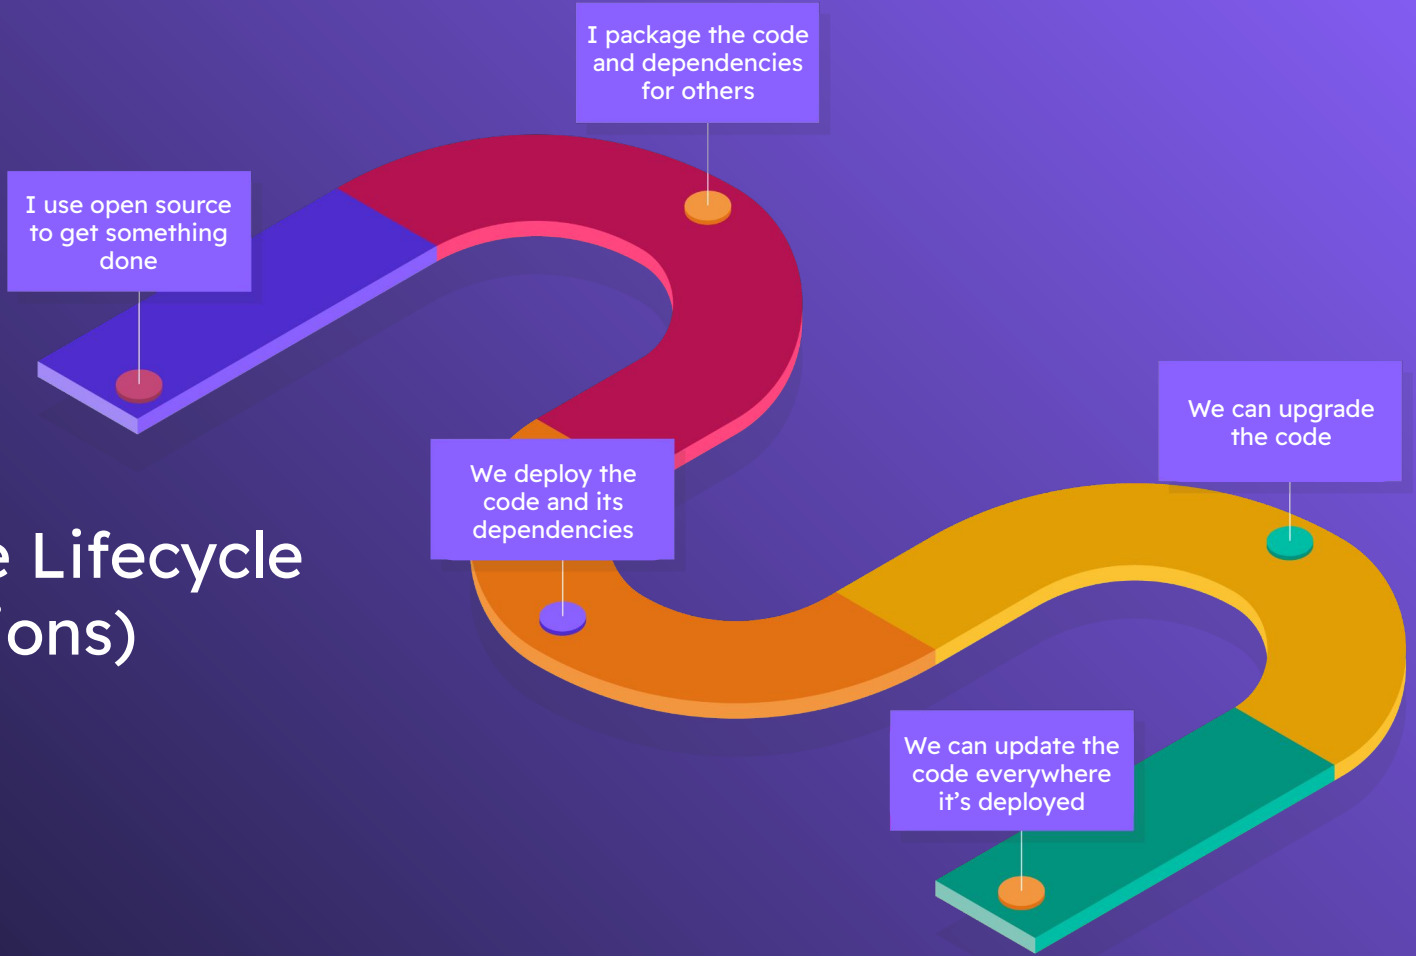 I package the code
and dependencies
for others
I use open source
to get something
done
We can upgrade
the code
We deploy the
code and its
dependencies
Lifecycle
We can update the
code everywhere
it’s deployed